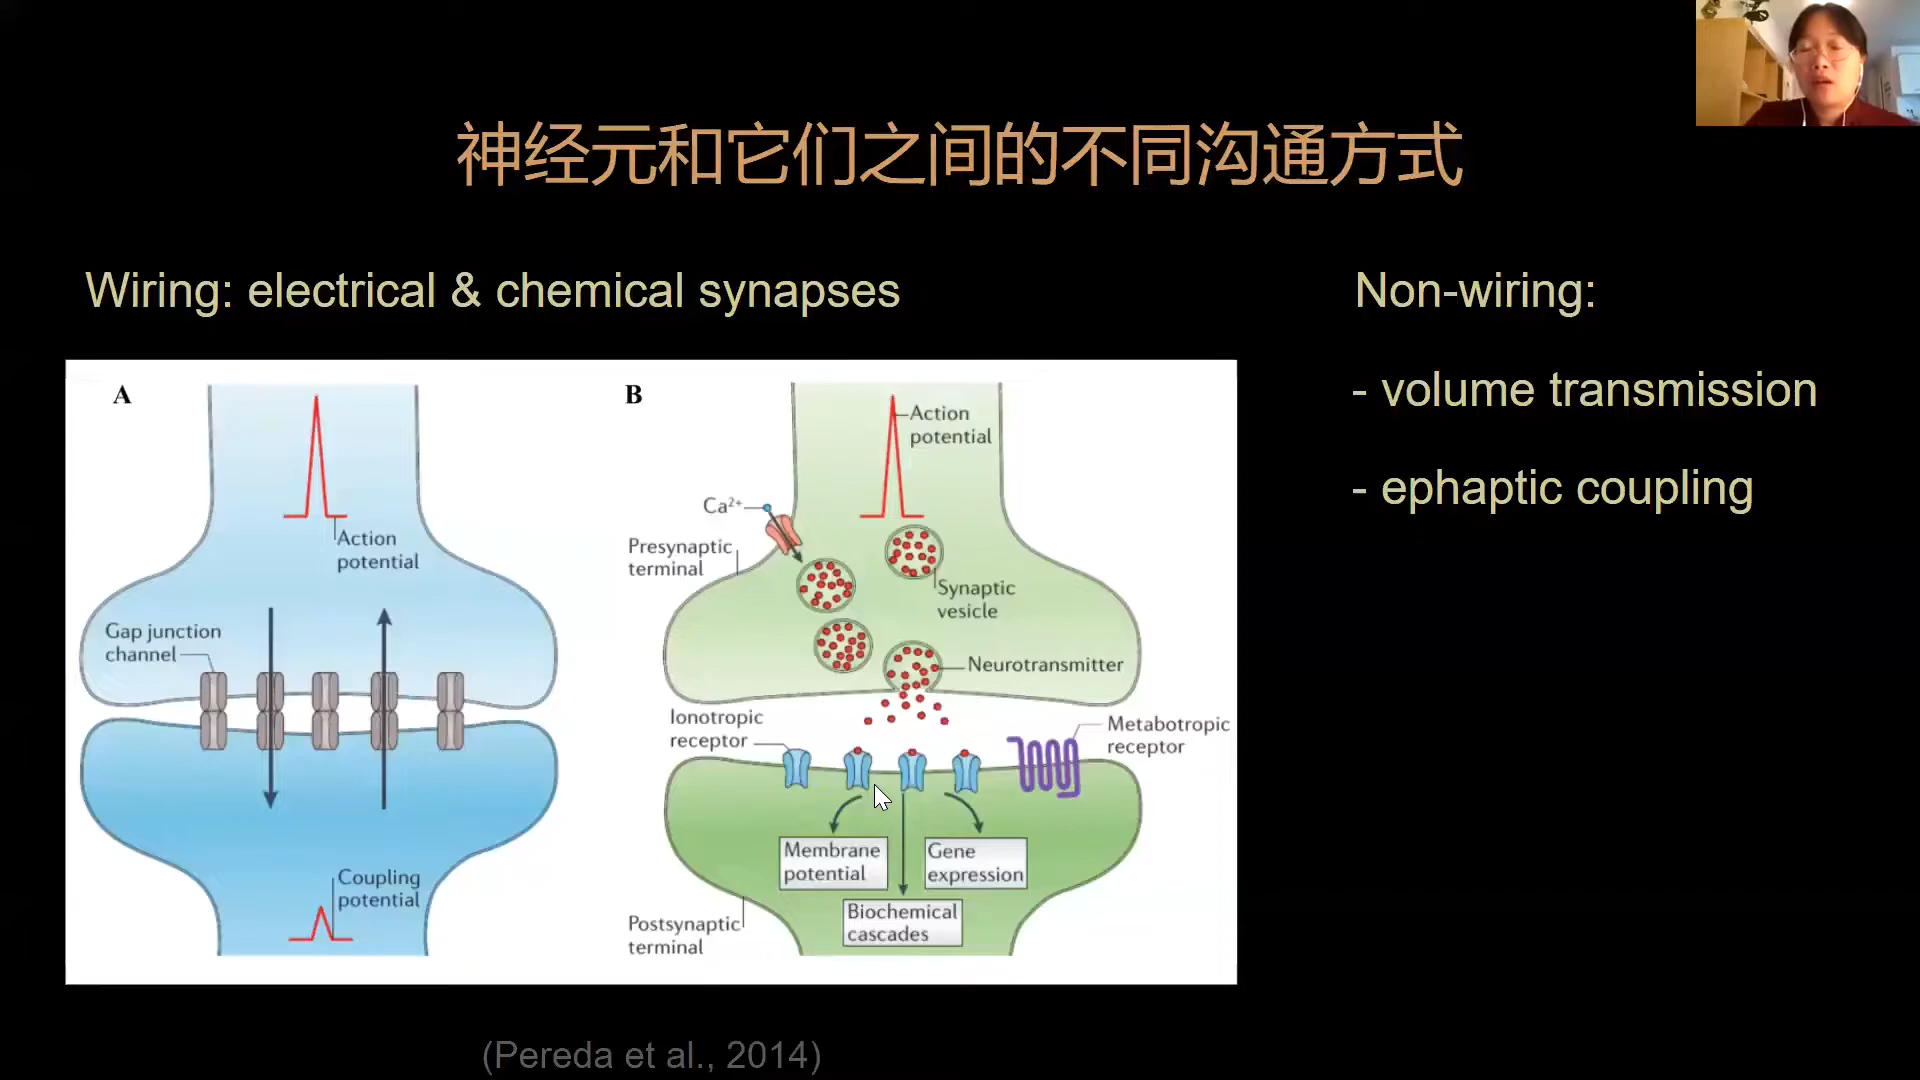 神经元和它们之间的不同沟通方式
Wiring: electrical & chemical synapses
Non-wiring:
- volume transmission
- ephaptic coupling
A
Action
potential
Gap junction
channel
Coupling
potential
B
Action
potential
Ca²⁺
Presynaptic
terminal
Synaptic
vesicle
Neurotransmitter
Ionotropic
receptor
Metabotropic
receptor
Membrane
potential
Gene
expression
Biochemical
cascades
Postsynaptic
terminal
(Pereda et al., 2014)